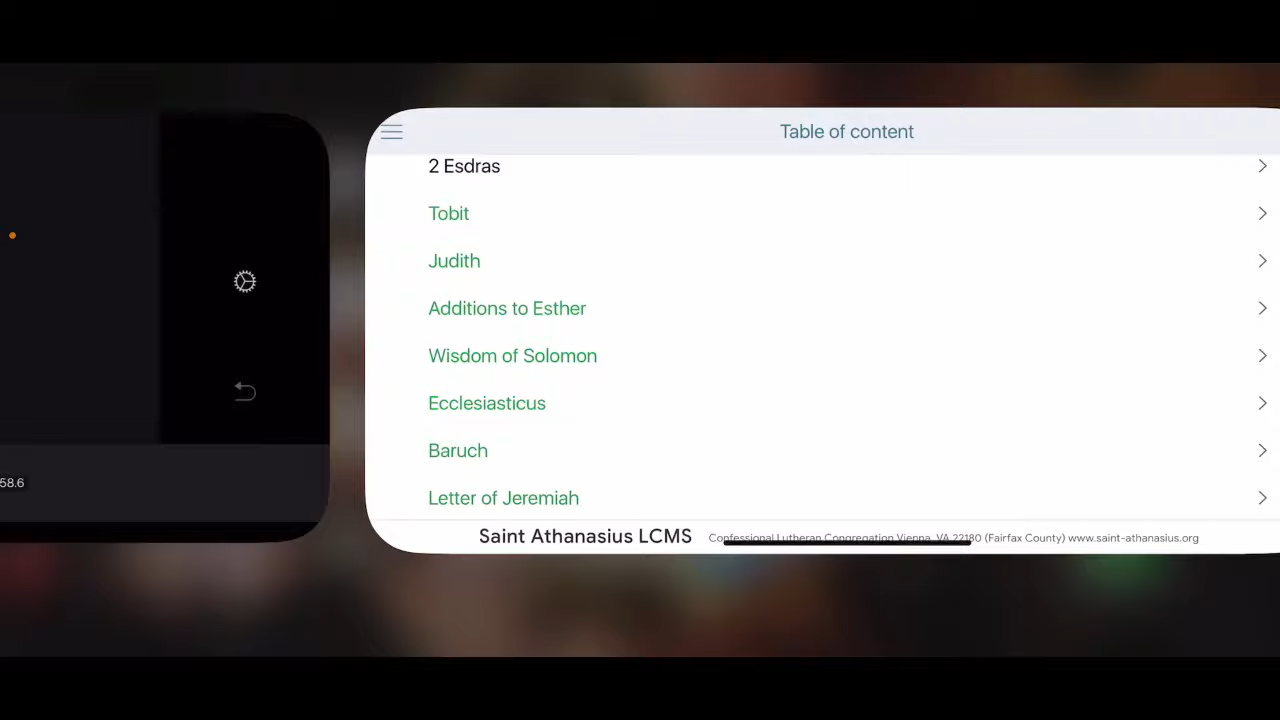 Table of content
2 Esdras
Tobit
Judith
Additions to Esther
Wisdom of Solomon
Ecclesiasticus
Baruch
58.6
Letter of Jeremiah
Saint Athanasius LCMS Confessional Lutheran Congregation Vienna, VA 22180 (Fairfax County) www.saint-athanasius.org